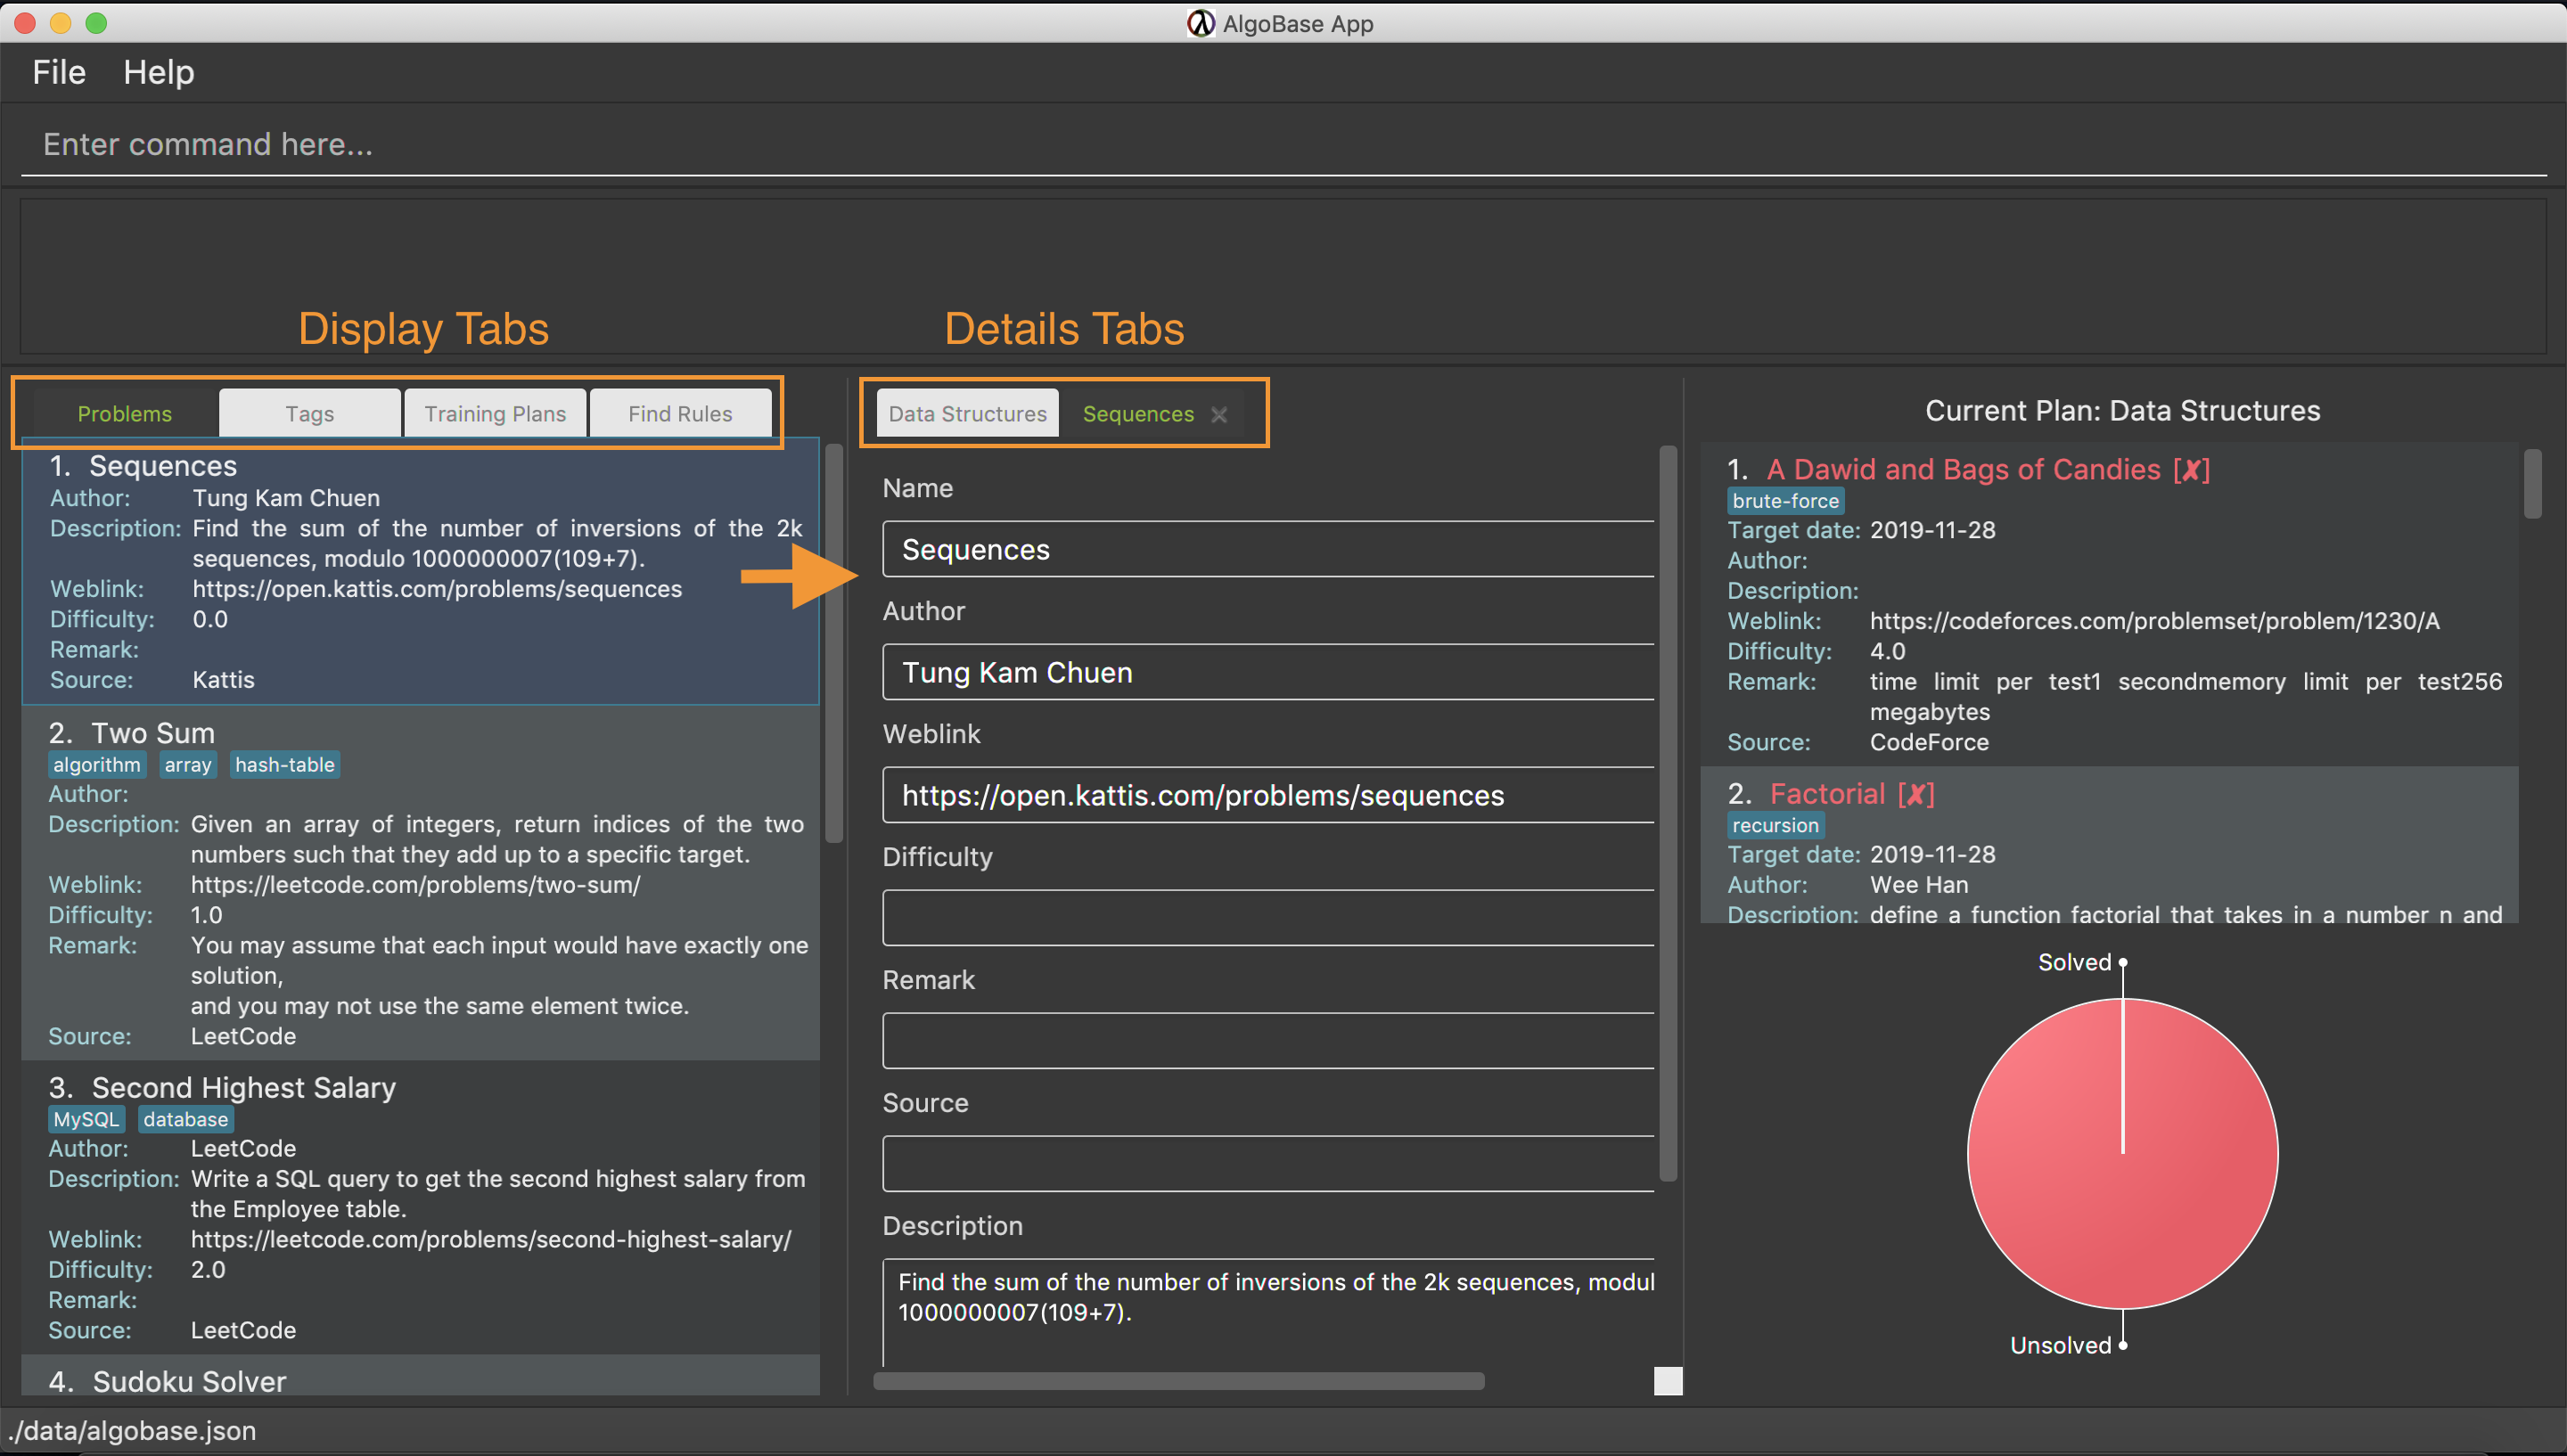 AlgoBase App
File Help
Enter command here...
Display Tabs
Details Tabs
Problems
Tags
Training Plans
Find Rules
1. Sequences
Author: Tung Kam Chuen
Description: Find the sum of the number of inversions of the 2k
sequences, modulo 1000000007(109+7).
Weblink: https://open.kattis.com/problems/sequences
Difficulty: 0.0
Remark:
Source: Kattis
2. Two Sum
algorithm array hash-table
Author:
Description: Given an array of integers, return indices of the two
numbers such that they add up to a specific target.
Weblink: https://leetcode.com/problems/two-sum/
Difficulty: 1.0
Remark: You may assume that each input would have exactly one
solution,
and you may not use the same element twice.
Source: LeetCode
3. Second Highest Salary
MySQL database
Author: LeetCode
Description: Write a SQL query to get the second highest salary from
the Employee table.
Weblink: https://leetcode.com/problems/second-highest-salary/
Difficulty: 2.0
Remark:
Source: LeetCode
4. Sudoku Solver
Data Structures
Sequences ×
Name
Sequences
Author
Tung Kam Chuen
Weblink
https://open.kattis.com/problems/sequences
Difficulty
Remark
Source
Description
Find the sum of the number of inversions of the 2k sequences, modul
1000000007(109+7).
Current Plan: Data Structures
1. A Dawid and Bags of Candies [✘]
brute-force
Target date: 2019-11-28
Author:
Description:
Weblink: https://codeforces.com/problemset/problem/1230/A
Difficulty: 4.0
Remark: time limit per test1 secondmemory limit per test256
megabytes
Source: CodeForce
2. Factorial [✘]
recursion
Target date: 2019-11-28
Author: Wee Han
Description: define a function factorial that takes in a number n and
Solved
Unsolved
./data/algobase.json